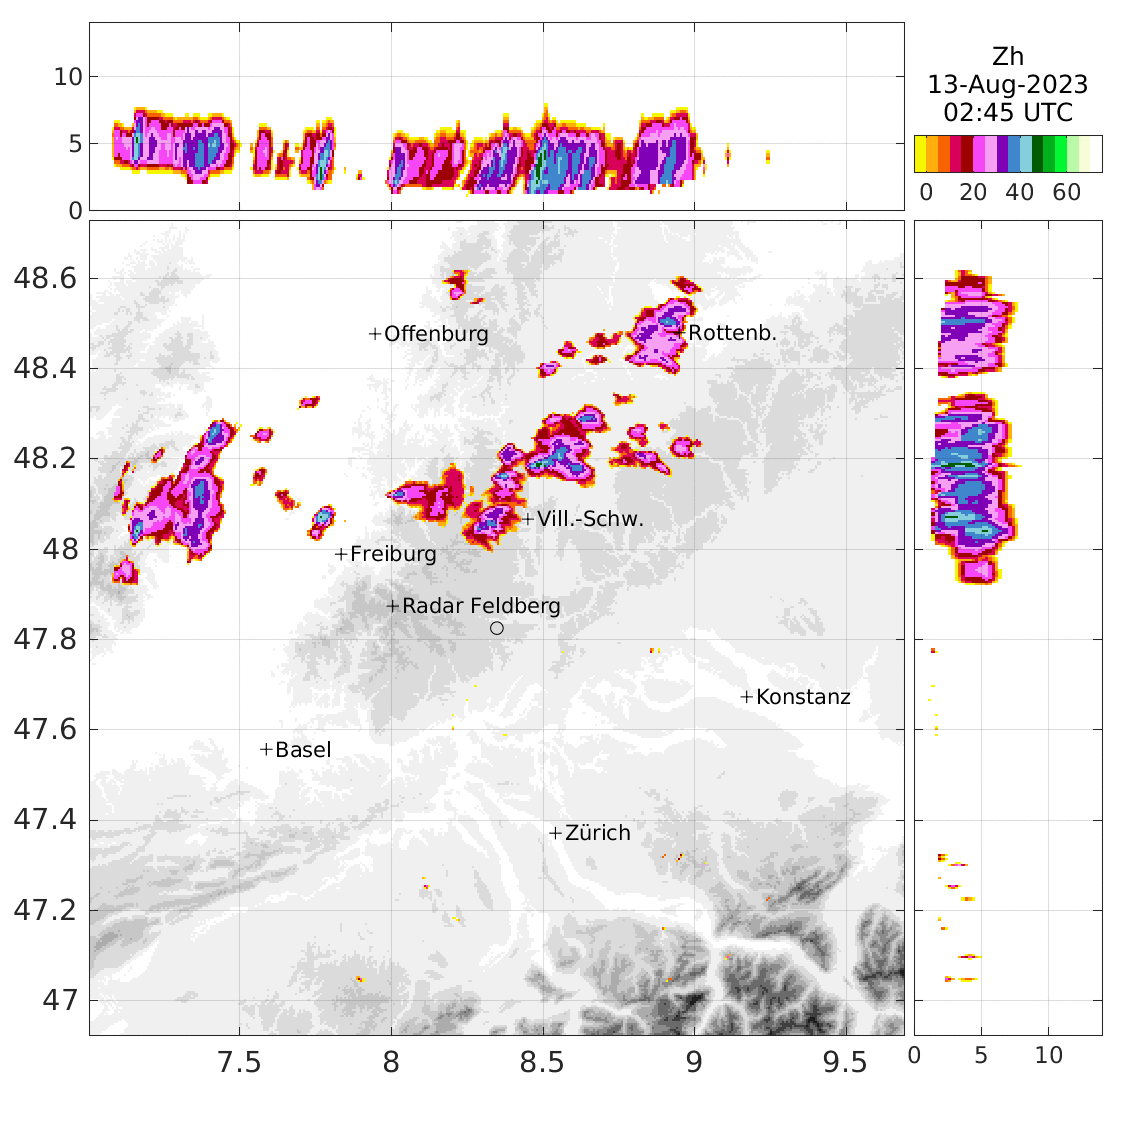 10
5
0
Zh
13-Aug-2023
02:45 UTC
0 20 40 60
48.6
48.4
48.2
48
47.8
47.6
47.4
47.2
47
Offenburg
Rottenb.
Vill.-Schw.
Freiburg
Radar Feldberg
Konstanz
Basel
Zürich
7.5 8 8.5 9 9.5
0 5 10